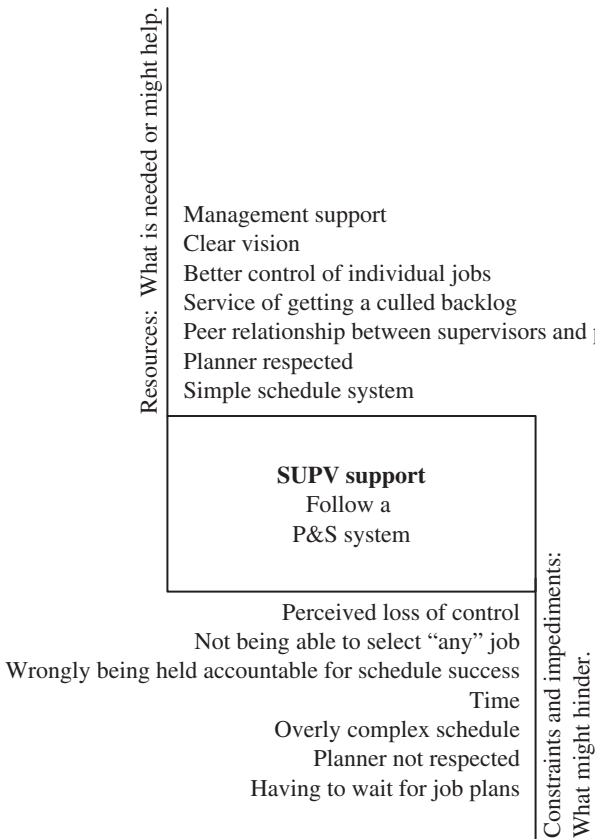 Resources: What is needed or might help.
Management support
Clear vision
Better control of individual jobs
Service of getting a culled backlog
Peer relationship between supervisors and
Planner respected
Simple schedule system
SUPV support
Follow a
P&S system
Perceived loss of control
Not being able to select “any” job
Wrongly being held accountable for schedule success
Time
Overly complex schedule
Planner not respected
Having to wait for job plans
Constraints and impediments:
What might hinder.